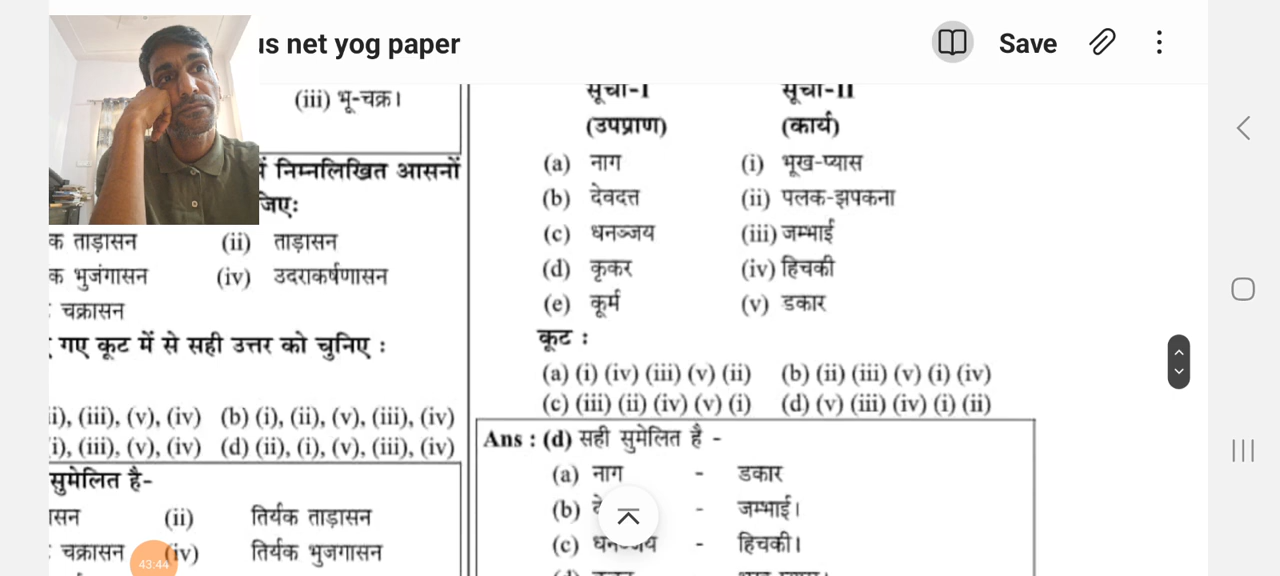 us net yog paper
Save
(iii) भू-चक्र।
निम्नलिखित आसनों
जिएः
क ताड़ासन (ii) ताड़ासन
क भुजंगासन (iv) उदराकर्षणासन
चक्रासन
गए कूट में से सही उत्तर को चुनिए :
i), (iii), (v), (iv) (b) (i), (ii), (v), (iii), (iv)
i), (iii), (v), (iv) (d) (ii), (i), (v), (iii), (iv)
सुमेलित है-
ासन (ii) तिर्यक ताड़ासन
चक्रासन (iv) तिर्यक भुजगासन
43:44
सूची-I सूची-II
(उपप्राण) (कार्य)
(a) नाग (i) भूख-प्यास
(b) देवदत्त (ii) पलक-झपकना
(c) धनञ्जय (iii) जम्भाई
(d) कृकर (iv) हिचकी
(e) कूर्म (v) डकार
कूट :
(a) (i) (iv) (iii) (v) (ii) (b) (ii) (iii) (v) (i) (iv)
(c) (iii) (ii) (iv) (v) (i) (d) (v) (iii) (iv) (i) (ii)
Ans : (d) सही सुमेलित है -
(a) नाग - डकार
(b) - जम्भाई।
(c) धनञ्जय - हिचकी।